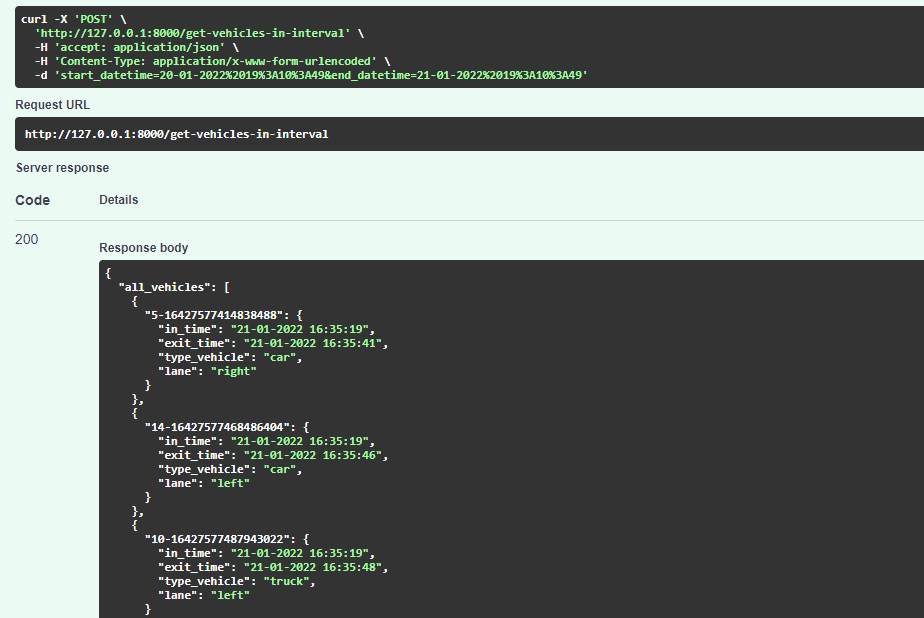 curl -X 'POST' \
  'http://127.0.0.1:8000/get-vehicles-in-interval' \
  -H 'accept: application/json' \
  -H 'Content-Type: application/x-www-form-urlencoded' \
  -d 'start_datetime=20-01-2022%2019%3A10%3A49&end_datetime=21-01-2022%2019%3A10%3A49'
Request URL
http://127.0.0.1:8000/get-vehicles-in-interval
Server response
Code Details
200
Response body
{
  "all_vehicles": [
    {
      "5-16427577414838488": {
        "in_time": "21-01-2022 16:35:19",
        "exit_time": "21-01-2022 16:35:41",
        "type_vehicle": "car",
        "lane": "right"
      }
    },
    {
      "14-16427577468486404": {
        "in_time": "21-01-2022 16:35:19",
        "exit_time": "21-01-2022 16:35:46",
        "type_vehicle": "car",
        "lane": "left"
      }
    },
    {
      "10-16427577487943022": {
        "in_time": "21-01-2022 16:35:19",
        "exit_time": "21-01-2022 16:35:48",
        "type_vehicle": "truck",
        "lane": "left"
      }